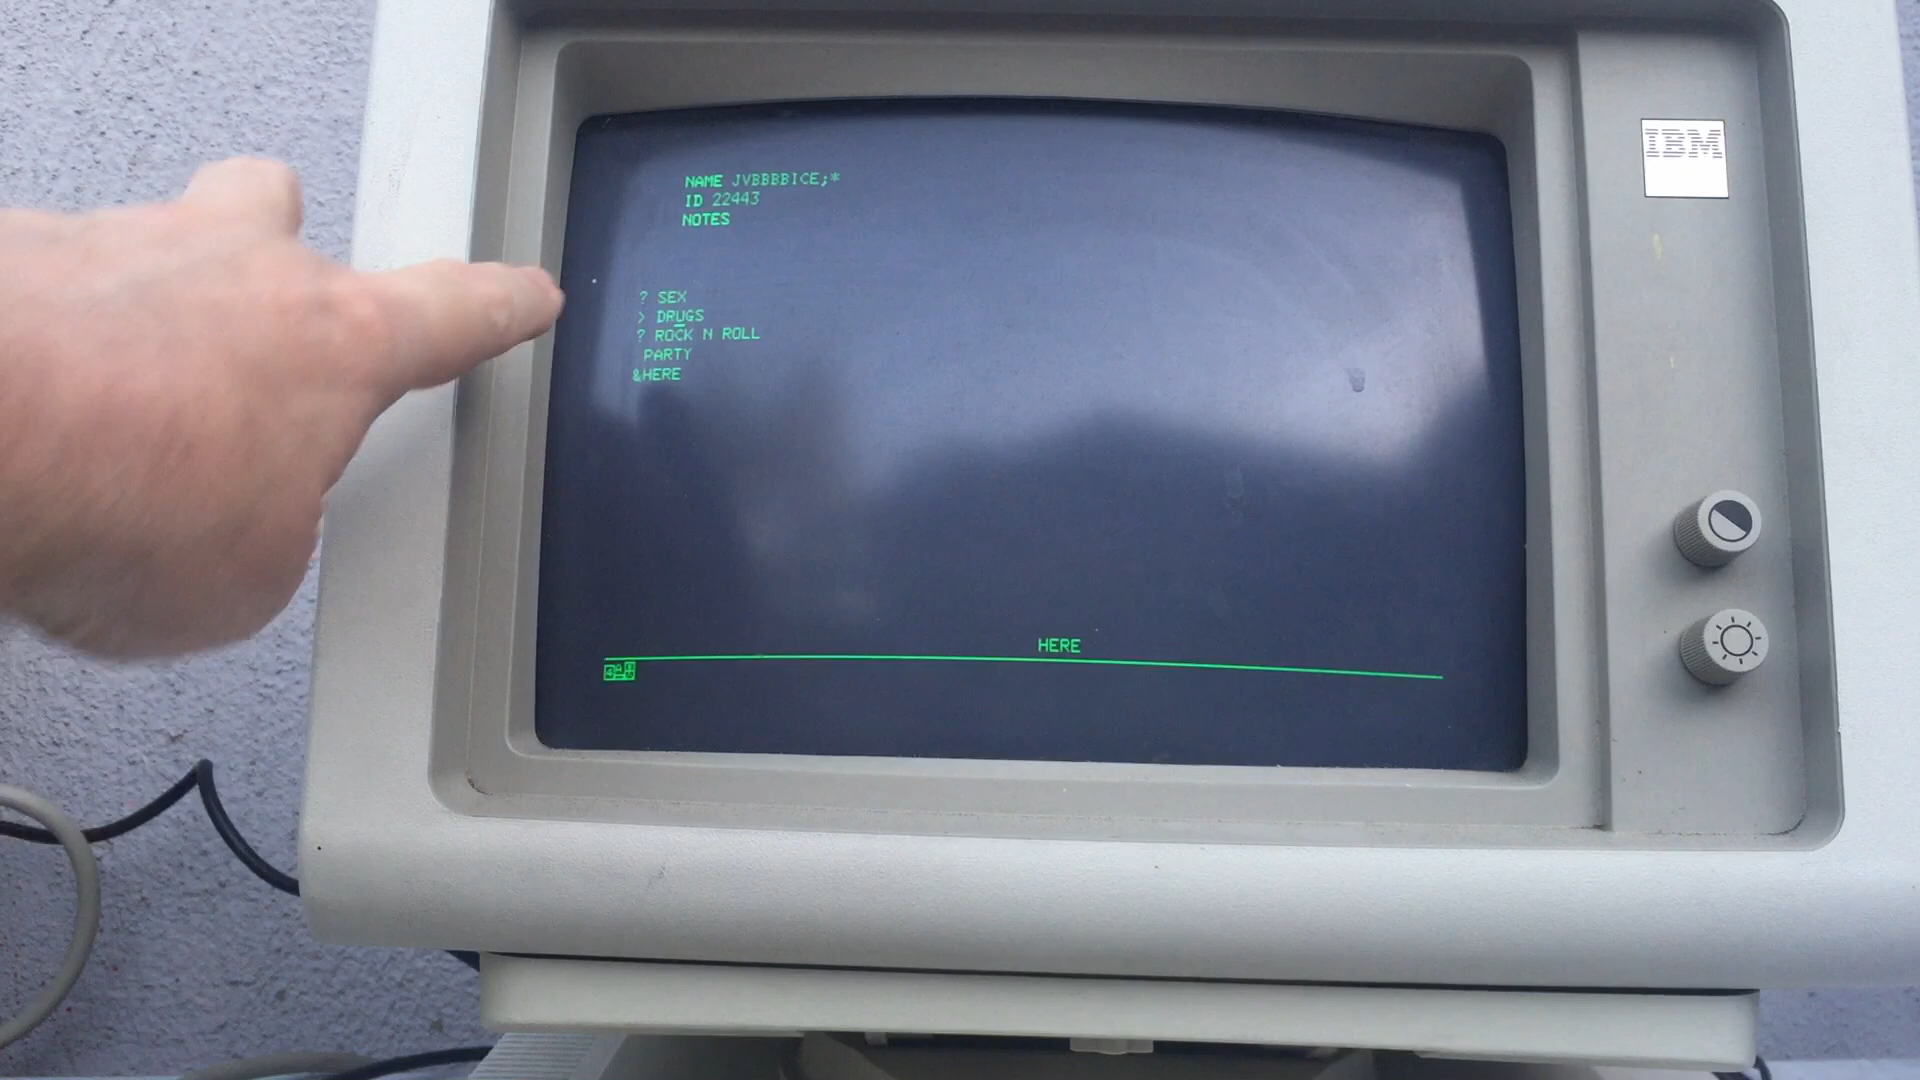 NAME JVBBBBICE;*
ID 22443
NOTES
? SEX
> DRUGS
? ROCK N ROLL
PARTY
&HERE
HERE
IBM